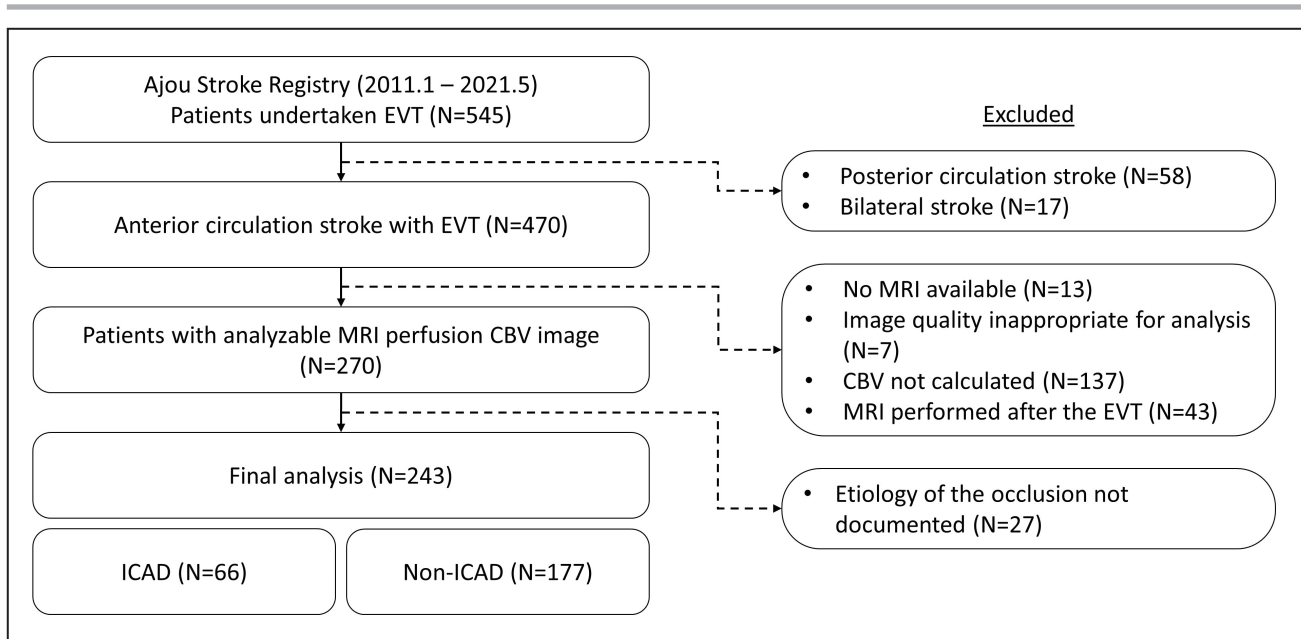 Ajou Stroke Registry (2011.1 – 2021.5)
Patients undertaken EVT (N=545)
Excluded
• Posterior circulation stroke (N=58)
• Bilateral stroke (N=17)
Anterior circulation stroke with EVT (N=470)
• No MRI available (N=13)
• Image quality inappropriate for analysis
(N=7)
• CBV not calculated (N=137)
• MRI performed after the EVT (N=43)
Patients with analyzable MRI perfusion CBV image
(N=270)
• Etiology of the occlusion not
documented (N=27)
Final analysis (N=243)
ICAD (N=66)
Non-ICAD (N=177)